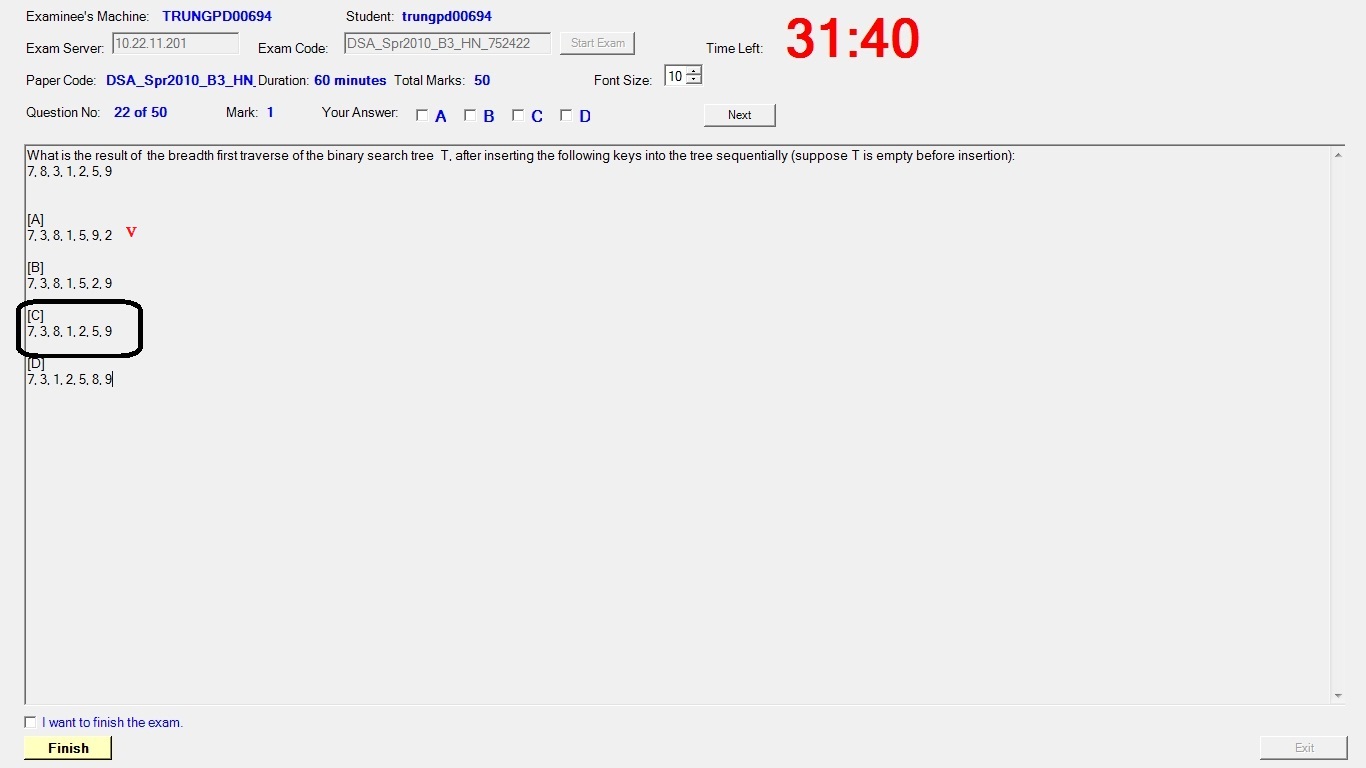 Examinee's Machine: TRUNGPD00694 Student: trungpd00694
Exam Server: 10.22.11.201 Exam Code: DSA_Spr2010_B3_HN_752422 Start Exam Time Left: 31:40
Paper Code: DSA_Spr2010_B3_HN_ Duration: 60 minutes Total Marks: 50 Font Size: 10
Question No: 22 of 50 Mark: 1 Your Answer: A B C D Next
What is the result of the breadth first traverse of the binary search tree T, after inserting the following keys into the tree sequentially (suppose T is empty before insertion):
7, 8, 3, 1, 2, 5, 9
[A]
7, 3, 8, 1, 5, 9, 2 V
[B]
7, 3, 8, 1, 5, 2, 9
[C]
7, 3, 8, 1, 2, 5, 9
[D]
7, 3, 1, 2, 5, 8, 9
I want to finish the exam.
Finish Exit